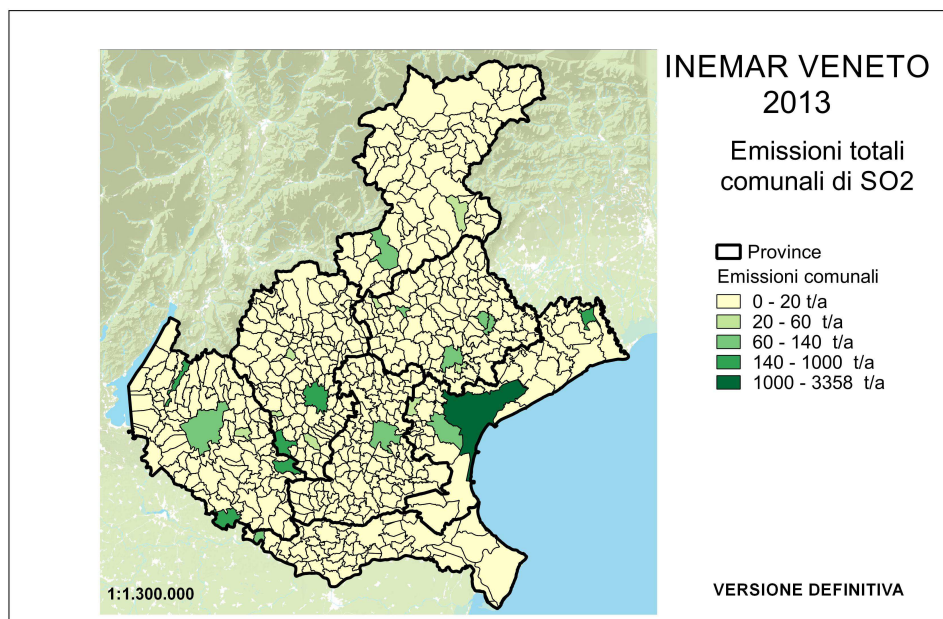 INEMAR VENETO
2013
Emissioni totali
comunali di SO2
Province
Emissioni comunali
0 - 20 t/a
20 - 60 t/a
60 - 140 t/a
140 - 1000 t/a
1000 - 3358 t/a
1:1.300.000
VERSIONE DEFINITIVA